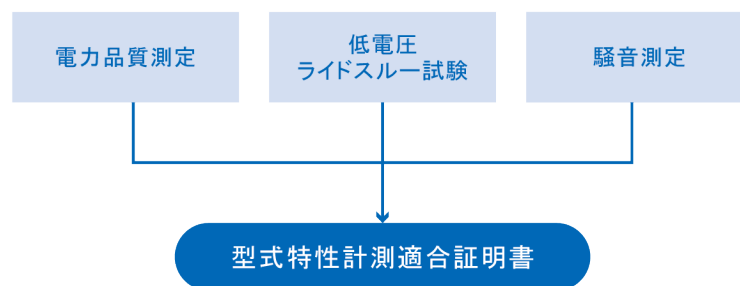 電力品質測定
低電圧
ライドスルー試験
騒音測定
型式特性計測適合証明書